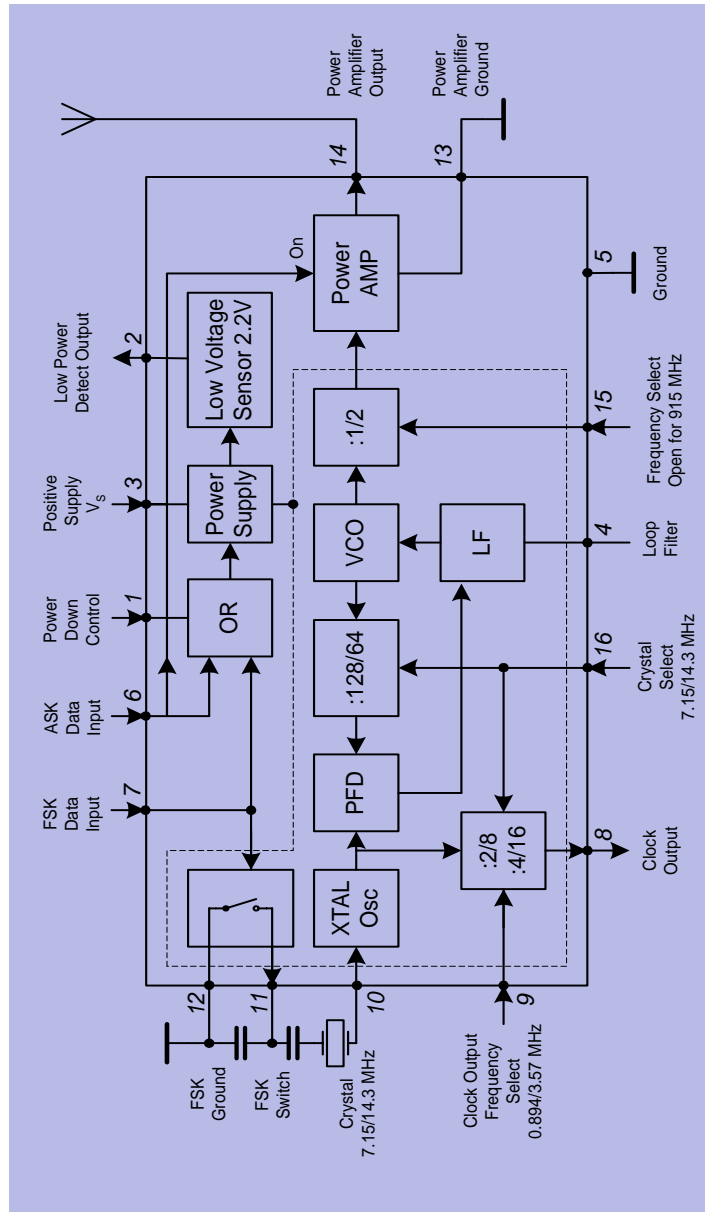 FSK
Data
Input
7
ASK
Data
Input
6
Power
Down
Control
1
Positive
Supply
VS
3
Low Power
Detect Output
2
12
FSK
Ground
11
FSK
Switch
10
Crystal
7.15/14.3 MHz
9
Clock Output
Frequency
Select
0.894/3.57 MHz
OR
Power
Supply
Low Voltage
Sensor 2.2V
On
XTAL
Osc
PFD
:128/64
VCO
:1/2
Power
AMP
:2/8
:4/16
LF
14
Power
Amplifier
Output
13
Power
Amplifier
Ground
8
Clock
Output
16
Crystal
Select
7.15/14.3 MHz
4
Loop
Filter
15
Frequency Select
Open for 915 MHz
5
Ground